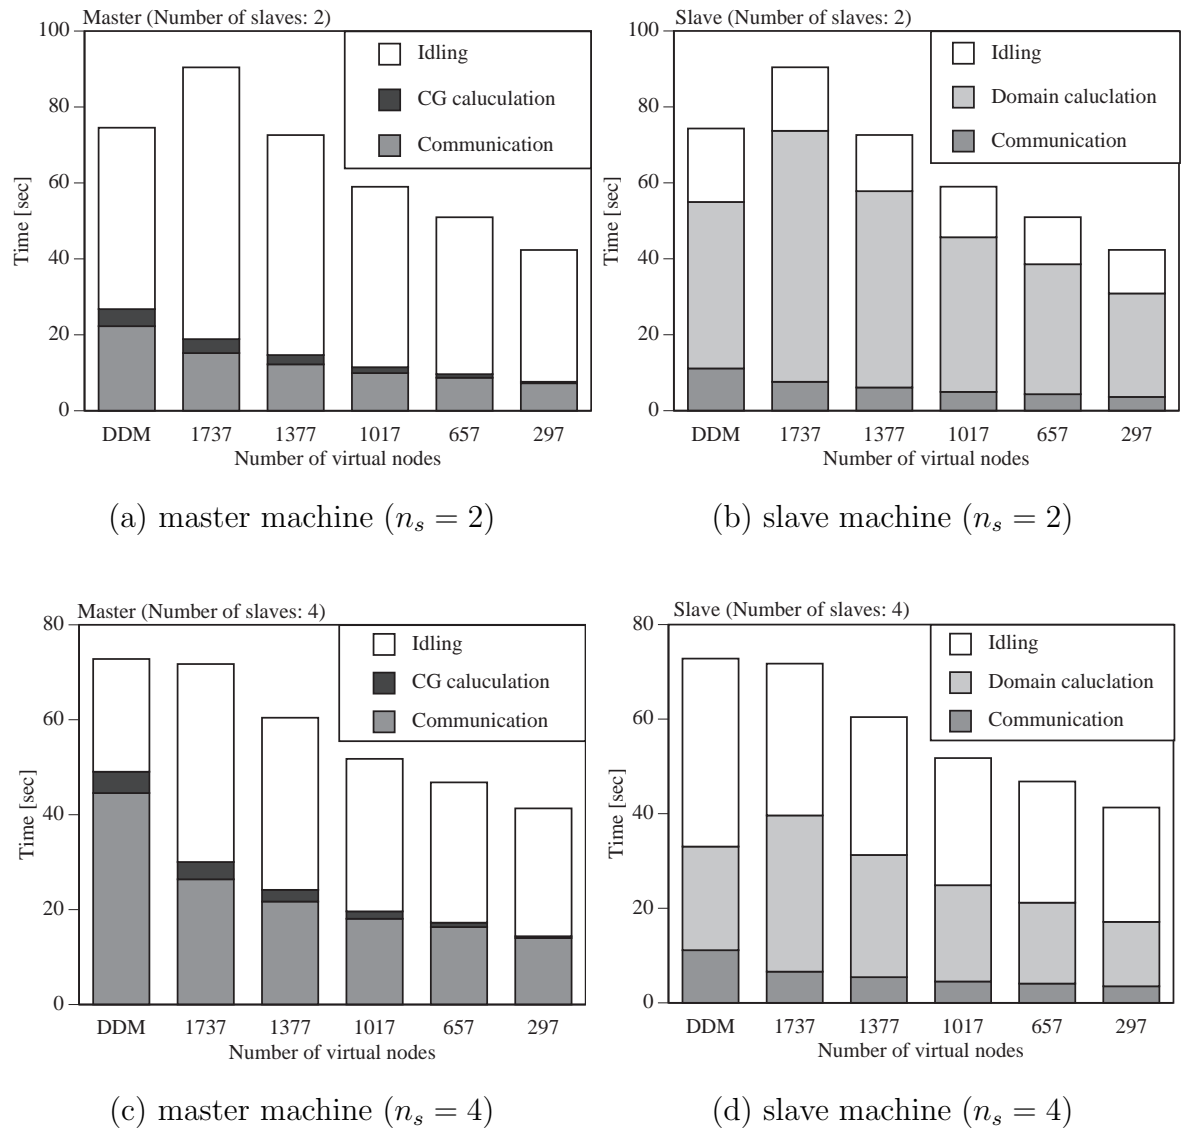 Master (Number of slaves: 2)
100
80
60
40
20
0
Time [sec]
Idling
CG caluculation
Communication
DDM 1737 1377 1017 657 297
Number of virtual nodes
(a) master machine (n_s = 2)
Slave (Number of slaves: 2)
100
80
60
40
20
0
Time [sec]
Idling
Domain caluclation
Communication
DDM 1737 1377 1017 657 297
Number of virtual nodes
(b) slave machine (n_s = 2)
Master (Number of slaves: 4)
80
60
40
20
0
Time [sec]
Idling
CG caluculation
Communication
DDM 1737 1377 1017 657 297
Number of virtual nodes
(c) master machine (n_s = 4)
Slave (Number of slaves: 4)
80
60
40
20
0
Time [sec]
Idling
Domain caluclation
Communication
DDM 1737 1377 1017 657 297
Number of virtual nodes
(d) slave machine (n_s = 4)